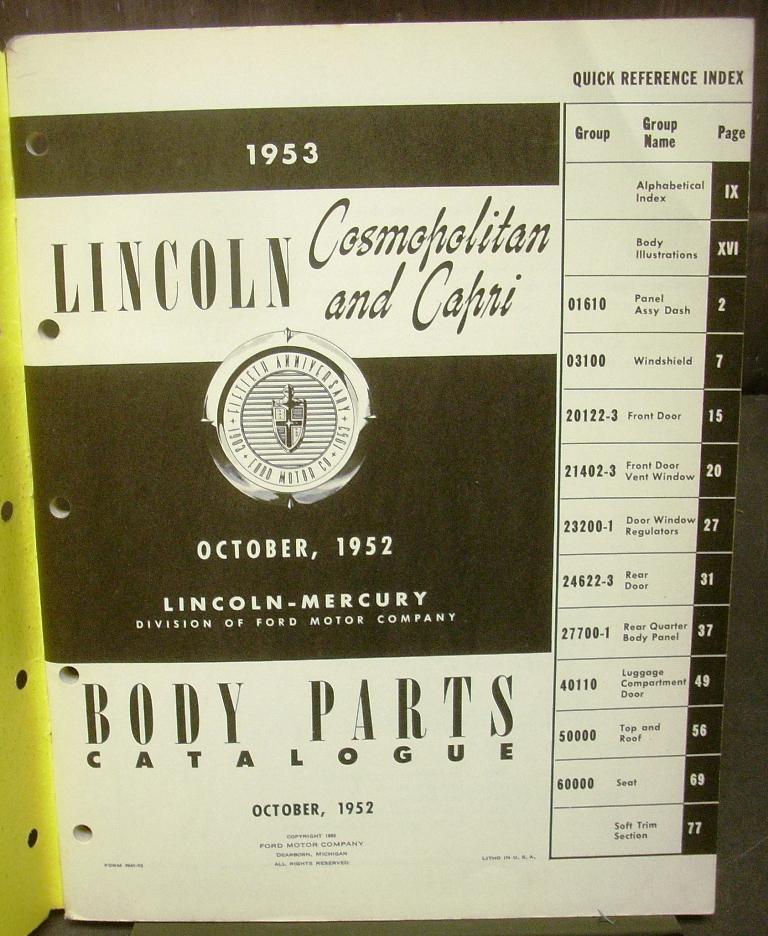 QUICK REFERENCE INDEX
Group Group Name Page
Alphabetical Index IX
Body Illustrations XVI
01610 Panel Assy Dash 2
03100 Windshield 7
20122-3 Front Door 15
21402-3 Front Door Vent Window 20
23200-1 Door Window Regulators 27
24622-3 Rear Door 31
27700-1 Rear Quarter Body Panel 37
40110 Luggage Compartment Door 49
50000 Top and Roof 56
60000 Seat 69
Soft Trim Section 77
1953
LINCOLN Cosmopolitan
and Capri
FIFTIETH ANNIVERSARY
1903 FORD MOTOR CO 1953
OCTOBER, 1952
LINCOLN-MERCURY
DIVISION OF FORD MOTOR COMPANY
BODY PARTS
CATALOGUE
OCTOBER, 1952
COPYRIGHT 1952
FORD MOTOR COMPANY
DEARBORN, MICHIGAN
ALL RIGHTS RESERVED
FORM
LITHO IN U. S. A.